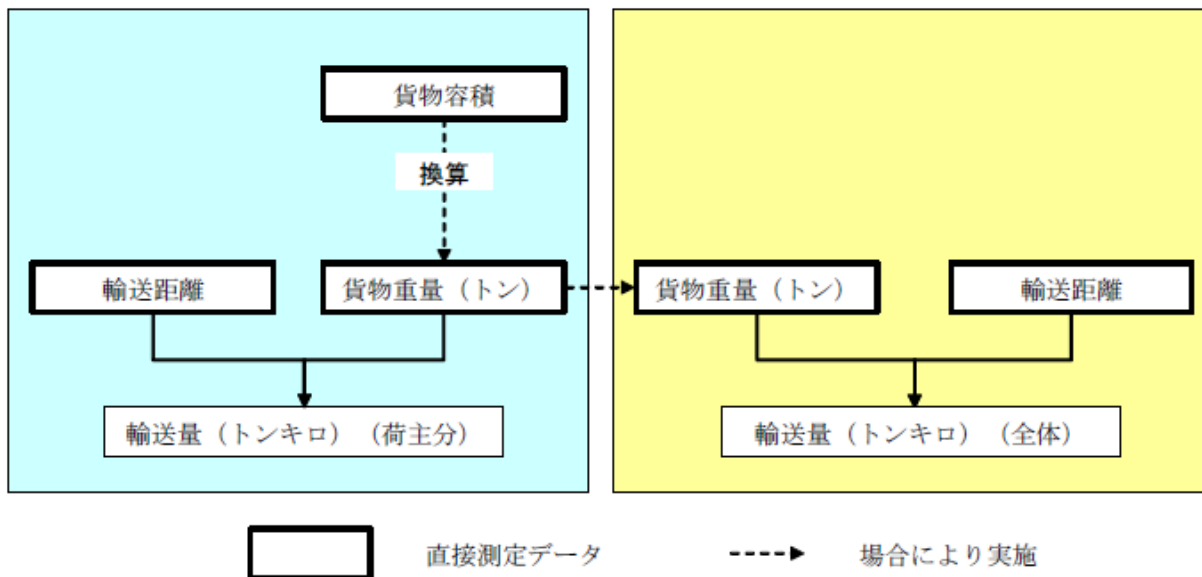 貨物容積
換算
輸送距離
貨物重量(トン)
貨物重量(トン)
輸送距離
輸送量(トンキロ)(荷主分)
輸送量(トンキロ)(全体)
直接測定データ
場合により実施